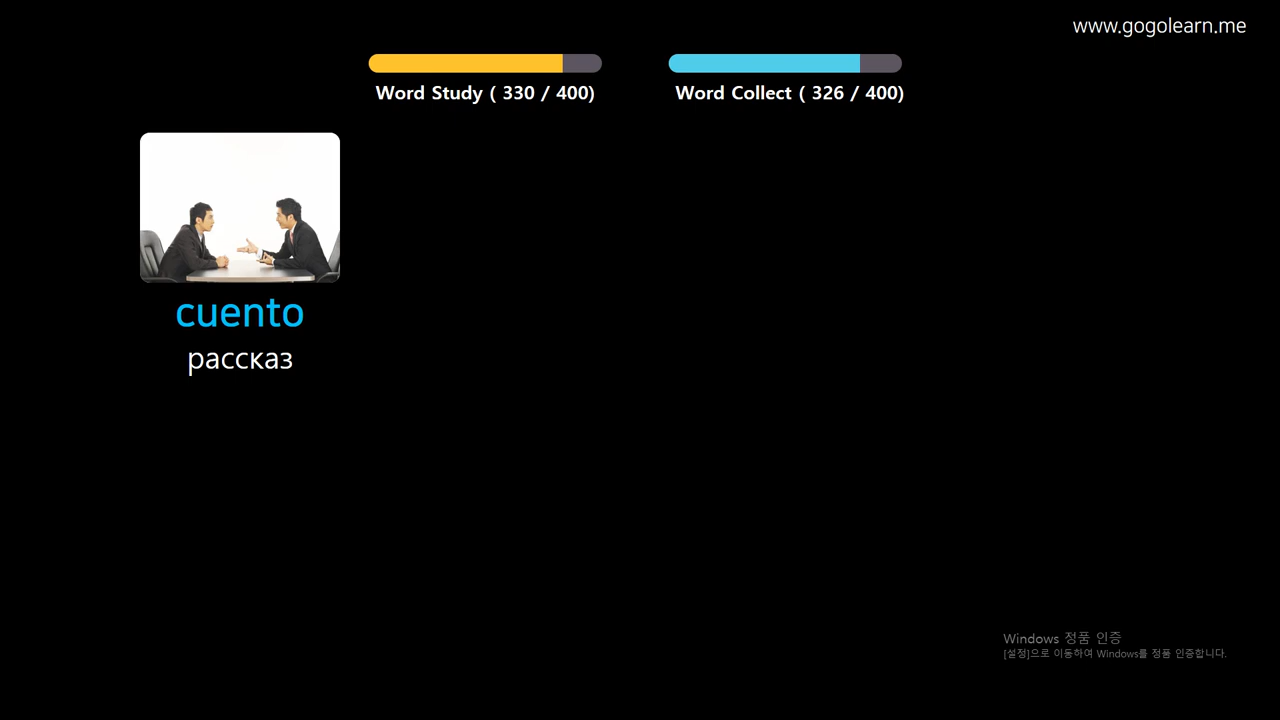 www.gogolearn.me
Word Study ( 330 / 400)
Word Collect ( 326 / 400)
cuento
рассказ
Windows 정품 인증
[설정]으로 이동하여 Windows를 정품 인증합니다.